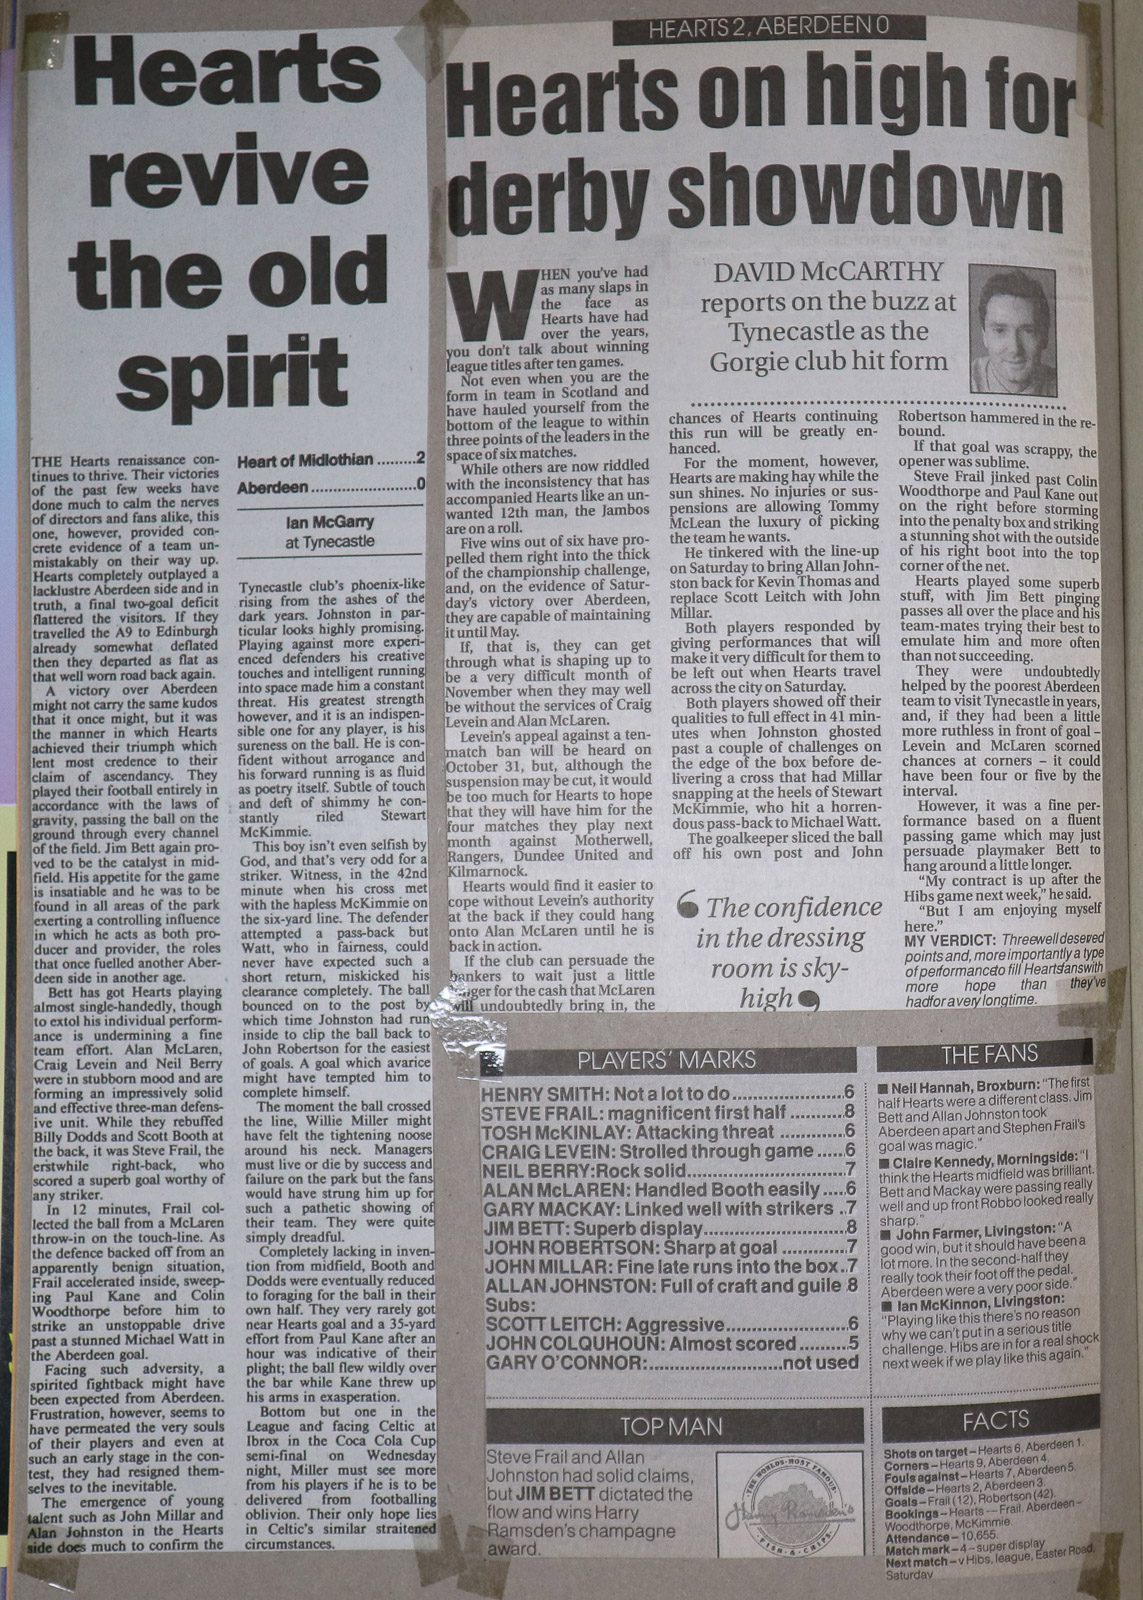 Hearts
revive
the old
spirit
THE Hearts renaissance con-
tinues to thrive. Their victories
of the past few weeks have
done much to calm the nerves
of directors and fans alike, this
one, however, provided con-
crete evidence of a team un-
mistakably on their way up.
Hearts completely outplayed a
lacklustre Aberdeen side and in
truth, a final two-goal deficit
flattered the visitors. If they
travelled the A9 to Edinburgh
already somewhat deflated
then they departed as flat as
that well worn road back again.
A victory over Aberdeen
might not carry the same kudos
that it once might, but it was
the manner in which Hearts
achieved their triumph which
lent most credence to their
claim of ascendancy. They
played their football entirely in
accordance with the laws of
gravity, passing the ball on the
ground through every channel
of the field. Jim Bett again pro-
ved to be the catalyst in mid-
field. His appetite for the game
is insatiable and he was to be
found in all areas of the park
exerting a controlling influence
in which he acts as both pro-
ducer and provider, the roles
that once fuelled another Aber-
deen side in another age.
Bett has got Hearts playing
almost single-handedly, though
to extol his individual perform-
ance is undermining a fine
team effort. Alan McLaren,
Craig Levein and Neil Berry
were in stubborn mood and are
forming an impressively solid
and effective three-man defens-
ive unit. While they rebuffed
Billy Dodds and Scott Booth at
the back, it was Steve Frail, the
erstwhile right-back, who
scored a superb goal worthy of
any striker.
In 12 minutes, Frail col-
lected the ball from a McLaren
throw-in on the touch-line. As
the defence backed off from an
apparently benign situation,
Frail accelerated inside, sweep-
ing Paul Kane and Colin
Woodthorpe before him to
strike an unstoppable drive
past a stunned Michael Watt in
the Aberdeen goal.
Facing such adversity, a
spirited fightback might have
been expected from Aberdeen.
Frustration, however, seems to
have permeated the very souls
of their players and even at
such an early stage in the con-
test, they had resigned them-
selves to the inevitable.
The emergence of young
talent such as John Millar and
Alan Johnston in the Hearts
side does much to confirm the
Heart of Midlothian .........2
Aberdeen .......................0
Ian McGarry
at Tynecastle
Tynecastle club's phoenix-like
rising from the ashes of the
dark years. Johnston in par-
ticular looks highly promising.
Playing against more experi-
enced defenders his creative
touches and intelligent running
into space made him a constant
threat. His greatest strength
however, and it is an indispen-
sible one for any player, is his
sureness on the ball. He is con-
fident without arrogance and
his forward running is as fluid
as poetry itself. Subtle of touch
and deft of shimmy he con-
stantly riled Stewart
McKimmie.
This boy isn't even selfish by
God, and that's very odd for a
striker. Witness, in the 42nd
minute when his cross met
with the hapless McKimmie on
the six-yard line. The defender
attempted a pass-back but
Watt, who in fairness, could
never have expected such a
short return, miskicked his
clearance completely. The ball
bounced on to the post by
which time Johnston had run
inside to clip the ball back to
John Robertson for the easiest
of goals. A goal which avarice
might have tempted him to
complete himself.
The moment the ball crossed
the line, Willie Miller might
have felt the tightening noose
around his neck. Managers
must live or die by success and
failure on the park but the fans
would have strung him up for
such a pathetic showing of
their team. They were quite
simply dreadful.
Completely lacking in inven-
tion from midfield, Booth and
Dodds were eventually reduced
to foraging for the ball in their
own half. They very rarely got
near Hearts goal and a 35-yard
effort from Paul Kane after an
hour was indicative of their
plight; the ball flew wildly over
the bar while Kane threw up
his arms in exasperation.
Bottom but one in the
League and facing Celtic at
Ibrox in the Coca Cola Cup
semi-final on Wednesday
night, Miller must see more
from his players if he is to be
delivered from footballing
oblivion. Their only hope lies
in Celtic's similar straitened
circumstances.
HEARTS 2, ABERDEEN 0
Hearts on high for
derby showdown
WHEN you've had
as many slaps in
the face as
Hearts have had
over the years,
you don't talk about winning
league titles after ten games.
Not even when you are the
form in team in Scotland and
have hauled yourself from the
bottom of the league to within
three points of the leaders in the
space of six matches.
While others are now riddled
with the inconsistency that has
accompanied Hearts like an un-
wanted 12th man, the Jambos
are on a roll.
Five wins out of six have pro-
pelled them right into the thick
of the championship challenge,
and, on the evidence of Satur-
day's victory over Aberdeen,
they are capable of maintaining
it until May.
If, that is, they can get
through what is shaping up to
be a very difficult month of
November when they may well
be without the services of Craig
Levein and Alan McLaren.
Levein's appeal against a ten-
match ban will be heard on
October 31, but, although the
suspension may be cut, it would
be too much for Hearts to hope
that they will have him for the
four matches they play next
month against Motherwell,
Rangers, Dundee United and
Kilmarnock.
Hearts would find it easier to
cope without Levein's authority
at the back if they could hang
onto Alan McLaren until he is
back in action.
If the club can persuade the
bankers to wait just a little
longer for the cash that McLaren
will undoubtedly bring in, the
DAVID McCARTHY
reports on the buzz at
Tynecastle as the
Gorgie club hit form
chances of Hearts continuing
this run will be greatly en-
hanced.
For the moment, however,
Hearts are making hay while the
sun shines. No injuries or sus-
pensions are allowing Tommy
McLean the luxury of picking
the team he wants.
He tinkered with the line-up
on Saturday to bring Allan John-
ston back for Kevin Thomas and
replace Scott Leitch with John
Millar.
Both players responded by
giving performances that will
make it very difficult for them to
be left out when Hearts travel
across the city on Saturday.
Both players showed off their
qualities to full effect in 41 min-
utes when Johnston ghosted
past a couple of challenges on
the edge of the box before de-
livering a cross that had Millar
snapping at the heels of Stewart
McKimmie, who hit a horren-
dous pass-back to Michael Watt.
The goalkeeper sliced the ball
off his own post and John
‘The confidence
in the dressing
room is sky-
high’
Robertson hammered in the re-
bound.
If that goal was scrappy, the
opener was sublime.
Steve Frail jinked past Colin
Woodthorpe and Paul Kane out
on the right before storming
into the penalty box and striking
a stunning shot with the outside
of his right boot into the top
corner of the net.
Hearts played some superb
stuff, with Jim Bett pinging
passes all over the place and his
team-mates trying their best to
emulate him and more often
than not succeeding.
They were undoubtedly
helped by the poorest Aberdeen
team to visit Tynecastle in years,
and, if they had been a little
more ruthless in front of goal –
Levein and McLaren scorned
chances at corners – it could
have been four or five by the
interval.
However, it was a fine per-
formance based on a fluent
passing game which may just
persuade playmaker Bett to
hang around a little longer.
"My contract is up after the
Hibs game next week," he said.
"But I am enjoying myself
here."
MY VERDICT: Three well deserved
points and, more importantly a type
of performance to fill Hearts fans with
more hope than they've
had for a very long time.
PLAYERS' MARKS
HENRY SMITH: Not a lot to do..................6
STEVE FRAIL: magnificent first half .........8
TOSH McKINLAY: Attacking threat ............6
CRAIG LEVEIN: Strolled through game .....6
NEIL BERRY:Rock solid..........................7
ALAN McLAREN: Handled Booth easily ....6
GARY MACKAY: Linked well with strikers ..7
JIM BETT: Superb display.......................8
JOHN ROBERTSON: Sharp at goal ...........7
JOHN MILLAR: Fine late runs into the box..7
ALLAN JOHNSTON: Full of craft and guile 8
Subs:
SCOTT LEITCH: Aggressive.....................6
JOHN COLQUHOUN: Almost scored .........5
GARY O'CONNOR:......................not used
THE FANS
■ Neil Hannah, Broxburn: "The first
half Hearts were a different class. Jim
Bett and Allan Johnston took
Aberdeen apart and Stephen Frail's
goal was magic."
■ Claire Kennedy, Morningside: "I
think the Hearts midfield was brilliant.
Bett and Mackay were passing really
well and up front Robbo looked really
sharp."
■ John Farmer, Livingston: "A
good win, but it should have been a
lot more. In the second-half they
really took their foot off the pedal.
Aberdeen were a very poor side."
■ Ian McKinnon, Livingston:
"Playing like this there's no reason
why we can't put in a serious title
challenge. Hibs are in for a real shock
next week if we play like this again."
TOP MAN
Steve Frail and Allan
Johnston had solid claims,
but JIM BETT dictated the
flow and wins Harry
Ramsden's champagne
award.
THE WORLDS MOST FAMOUS
Harry Ramsden's
FISH & CHIPS
FACTS
Shots on target – Hearts 6, Aberdeen 1.
Corners – Hearts 9, Aberdeen 4.
Fouls against – Hearts 7, Aberdeen 5.
Offside – Hearts 2, Aberdeen 3.
Goals – Frail (12), Robertson (42).
Bookings – Hearts – Frail, Aberdeen –
Woodthorpe, McKimmie.
Attendance – 10,655.
Match mark – 4 – super display
Next match – v Hibs, league, Easter Road,
Saturday